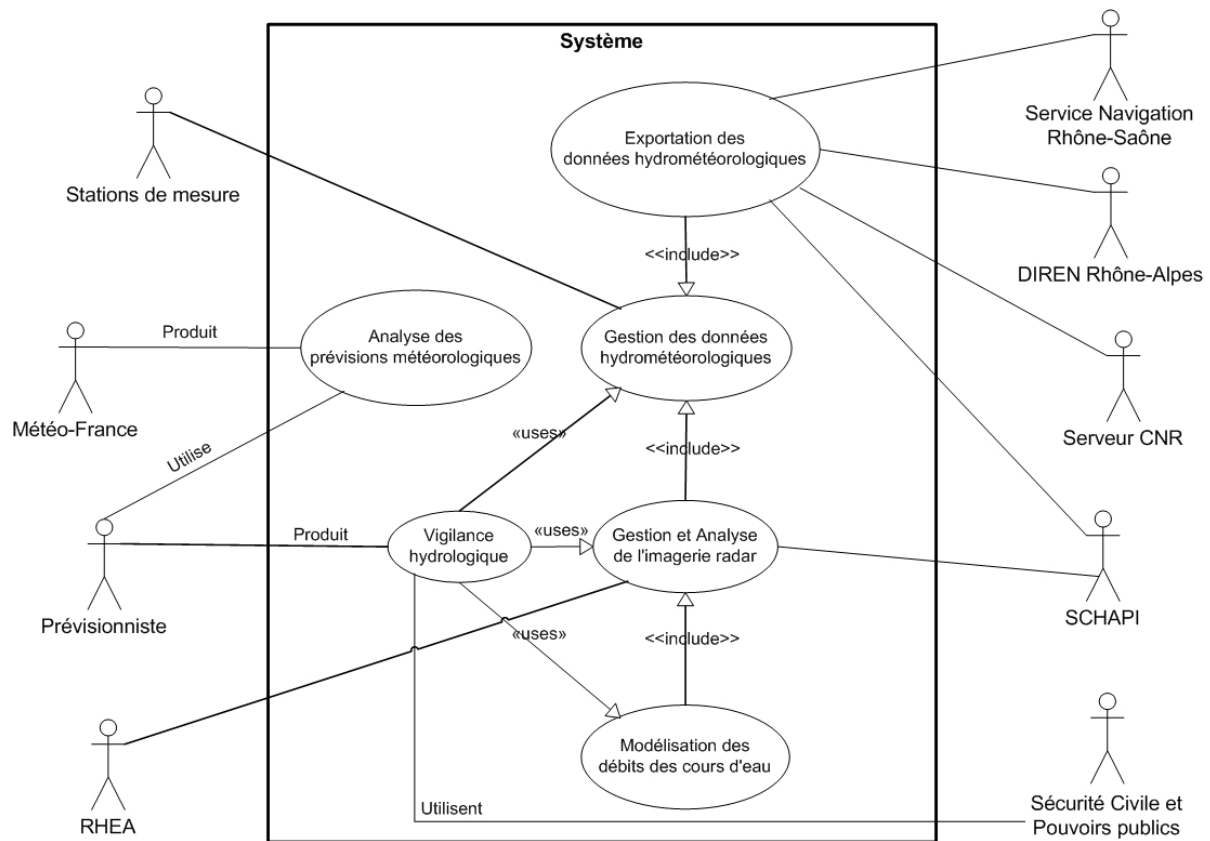 Système
Service Navigation
Rhône-Saône
Exportation des
données hydrométéorologiques
Stations de mesure
<<include>>
DIREN Rhône-Alpes
Produit
Analyse des
prévisions météorologiques
Gestion des données
hydrométéorologiques
Météo-France
Serveur CNR
Utilise
«uses»
<<include>>
Produit
Vigilance
hydrologique
«uses»
Gestion et Analyse
de l'imagerie radar
Prévisionniste
SCHAPI
«uses»
<<include>>
Modélisation des
débits des cours d'eau
Utilisent
RHEA
Sécurité Civile et
Pouvoirs publics